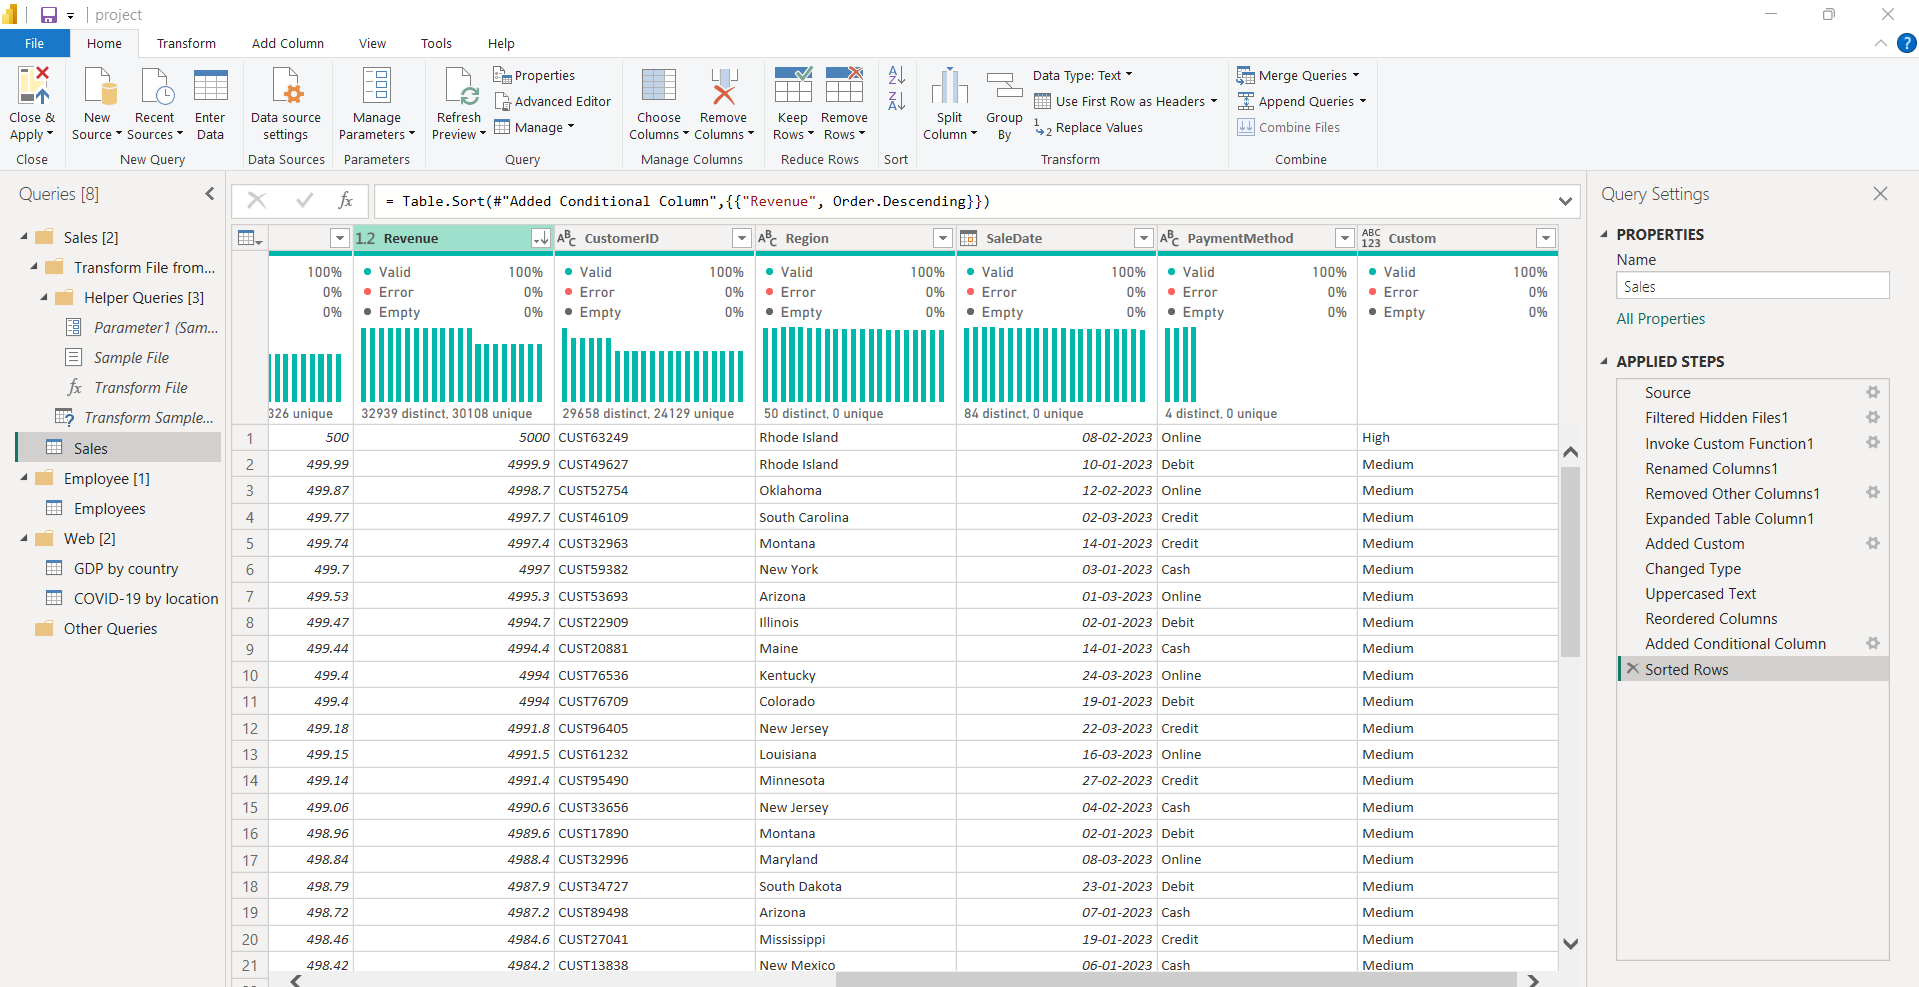 project
File Home Transform Add Column View Tools Help
Close & Apply
New Source
Recent Sources
Enter Data
Data source settings
Manage Parameters
Refresh Preview
Properties
Advanced Editor
Manage
Choose Columns
Remove Columns
Keep Rows
Remove Rows
Split Column
Group By
Data Type: Text
Use First Row as Headers
Replace Values
Merge Queries
Append Queries
Combine Files
Close New Query Data Sources Parameters Query Manage Columns Reduce Rows Sort Transform Combine
Queries [8]
Sales [2]
Transform File from...
Helper Queries [3]
Parameter1 (Sam...
Sample File
Transform File
Transform Sample...
Sales
Employee [1]
Employees
Web [2]
GDP by country
COVID-19 by location
Other Queries
= Table.Sort(#"Added Conditional Column",{{"Revenue", Order.Descending}})
1.2 Revenue ABC CustomerID ABC Region SaleDate ABC PaymentMethod ABC 123 Custom
100% Valid 100% Valid 100% Valid 100% Valid 100% Valid 100% Valid 100%
0% Error 0% Error 0% Error 0% Error 0% Error 0% Error 0%
0% Empty 0% Empty 0% Empty 0% Empty 0% Empty 0% Empty 0%
326 unique 32939 distinct, 30108 unique 29658 distinct, 24129 unique 50 distinct, 0 unique 84 distinct, 0 unique 4 distinct, 0 unique
1 500 5000 CUST63249 Rhode Island 08-02-2023 Online High
2 499.99 4999.9 CUST49627 Rhode Island 10-01-2023 Debit Medium
3 499.87 4998.7 CUST52754 Oklahoma 12-02-2023 Online Medium
4 499.77 4997.7 CUST46109 South Carolina 02-03-2023 Credit Medium
5 499.74 4997.4 CUST32963 Montana 14-01-2023 Credit Medium
6 499.7 4997 CUST59382 New York 03-01-2023 Cash Medium
7 499.53 4995.3 CUST53693 Arizona 01-03-2023 Online Medium
8 499.47 4994.7 CUST22909 Illinois 02-01-2023 Debit Medium
9 499.44 4994.4 CUST20881 Maine 14-01-2023 Cash Medium
10 499.4 4994 CUST76536 Kentucky 24-03-2023 Online Medium
11 499.4 4994 CUST76709 Colorado 19-01-2023 Debit Medium
12 499.18 4991.8 CUST96405 New Jersey 22-03-2023 Credit Medium
13 499.15 4991.5 CUST61232 Louisiana 16-03-2023 Online Medium
14 499.14 4991.4 CUST95490 Minnesota 27-02-2023 Credit Medium
15 499.06 4990.6 CUST33656 New Jersey 04-02-2023 Cash Medium
16 498.96 4989.6 CUST17890 Montana 02-01-2023 Debit Medium
17 498.84 4988.4 CUST32996 Maryland 08-03-2023 Online Medium
18 498.79 4987.9 CUST34727 South Dakota 23-01-2023 Debit Medium
19 498.72 4987.2 CUST89498 Arizona 07-01-2023 Cash Medium
20 498.46 4984.6 CUST27041 Mississippi 19-01-2023 Credit Medium
21 498.42 4984.2 CUST13838 New Mexico 06-01-2023 Cash Medium
Query Settings
PROPERTIES
Name
Sales
All Properties
APPLIED STEPS
Source
Filtered Hidden Files1
Invoke Custom Function1
Renamed Columns1
Removed Other Columns1
Expanded Table Column1
Added Custom
Changed Type
Uppercased Text
Reordered Columns
Added Conditional Column
Sorted Rows